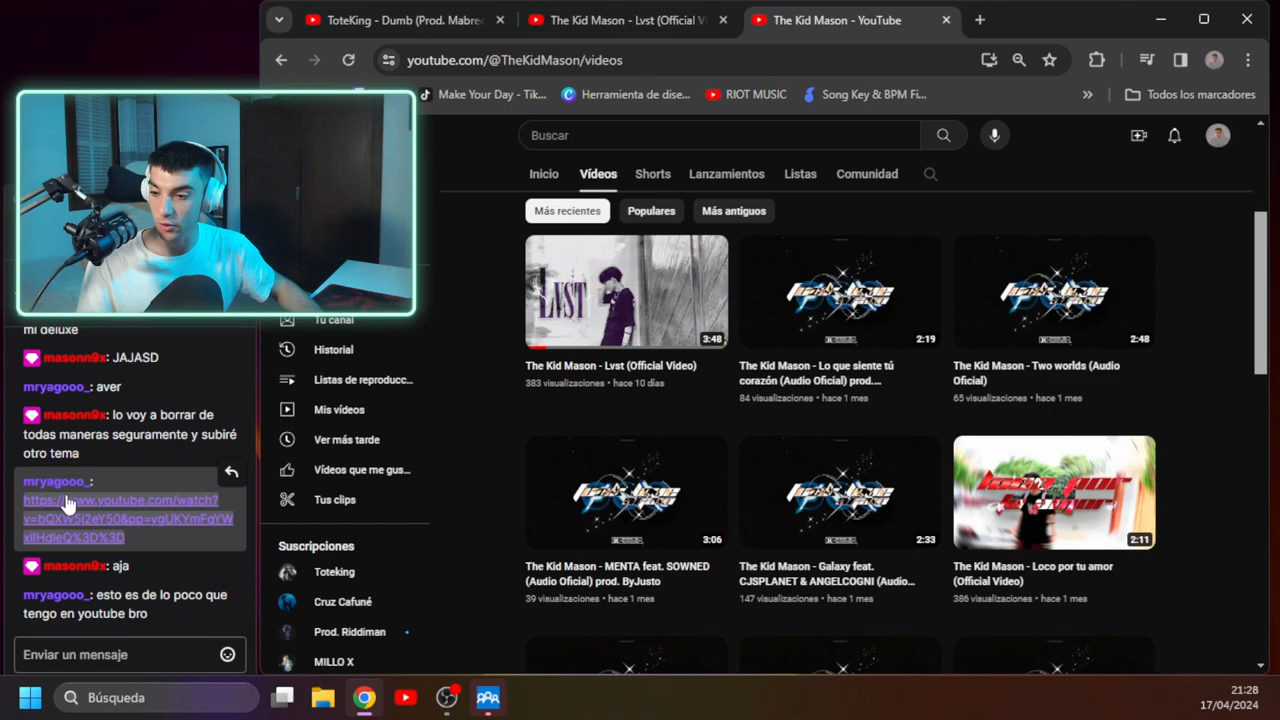 ToteKing - Dumb (Prod. Mabre
The Kid Mason - Lvst (Official V
The Kid Mason - YouTube
youtube.com/@TheKidMason/videos
Make Your Day - Tik...
Herramienta de dise...
RIOT MUSIC
Song Key & BPM Fi...
Todos los marcadores
Buscar
Inicio
Vídeos
Shorts
Lanzamientos
Listas
Comunidad
Más recientes
Populares
Más antiguos
LVST
3:48
2:19
2:48
The Kid Mason - Lvst (Official Video)
383 visualizaciones · hace 10 días
The Kid Mason - Lo que siente tú
corazón (Audio Oficial) prod....
84 visualizaciones · hace 1 mes
The Kid Mason - Two worlds (Audio
Oficial)
65 visualizaciones · hace 1 mes
3:06
2:33
2:11
The Kid Mason - MENTA feat. SOWNED
(Audio Oficial) prod. ByJusto
39 visualizaciones · hace 1 mes
The Kid Mason - Galaxy feat.
CJSPLANET & ANGELCOGNI (Audio...
147 visualizaciones · hace 1 mes
The Kid Mason - Loco por tu amor
(Official Video)
386 visualizaciones · hace 1 mes
Tu canal
Historial
Listas de reproducc...
Mis vídeos
Ver más tarde
Vídeos que me gus...
Tus clips
Suscripciones
Toteking
Cruz Cafuné
Prod. Riddiman
MILLO X
mi deluxe
masonn9x: JAJASD
mryagooo_: aver
masonn9x: lo voy a borrar de
todas maneras seguramente y subiré
otro tema
mryagooo_:
https://www.youtube.com/watch?
v=bQXW5j2eY50&pp=ygUKYmFqYW
xlIHdleQ%3D%3D
masonn9x: aja
mryagooo_: esto es de lo poco que
tengo en youtube bro
Enviar un mensaje
Búsqueda
21:28
17/04/2024